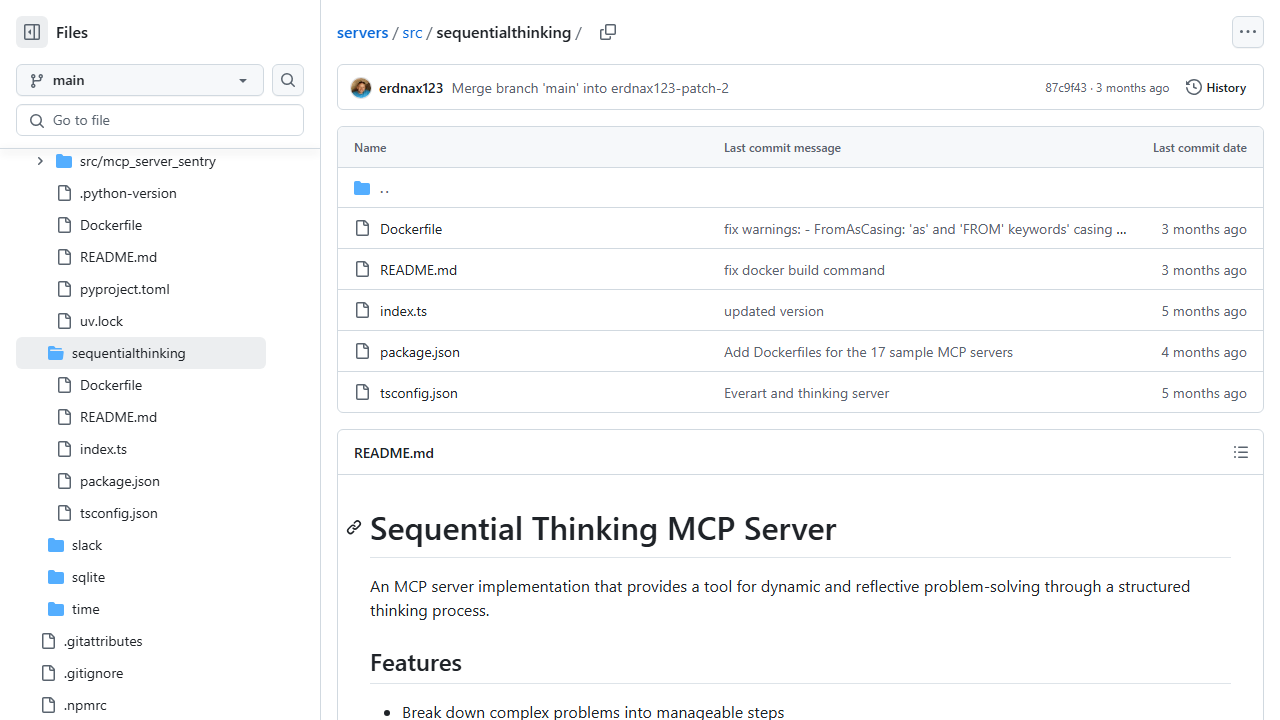 Files
main
Go to file
src/mcp_server_sentry
.python-version
Dockerfile
README.md
pyproject.toml
uv.lock
sequentialthinking
Dockerfile
README.md
index.ts
package.json
tsconfig.json
slack
sqlite
time
.gitattributes
.gitignore
.npmrc
servers / src / sequentialthinking /
erdnax123 Merge branch 'main' into erdnax123-patch-2 87c9f43 · 3 months ago History
Name Last commit message Last commit date
..
Dockerfile fix warnings: - FromAsCasing: 'as' and 'FROM' keywords' casing ... 3 months ago
README.md fix docker build command 3 months ago
index.ts updated version 5 months ago
package.json Add Dockerfiles for the 17 sample MCP servers 4 months ago
tsconfig.json Everart and thinking server 5 months ago
README.md
Sequential Thinking MCP Server
An MCP server implementation that provides a tool for dynamic and reflective problem-solving through a structured
thinking process.
Features
• Break down complex problems into manageable steps